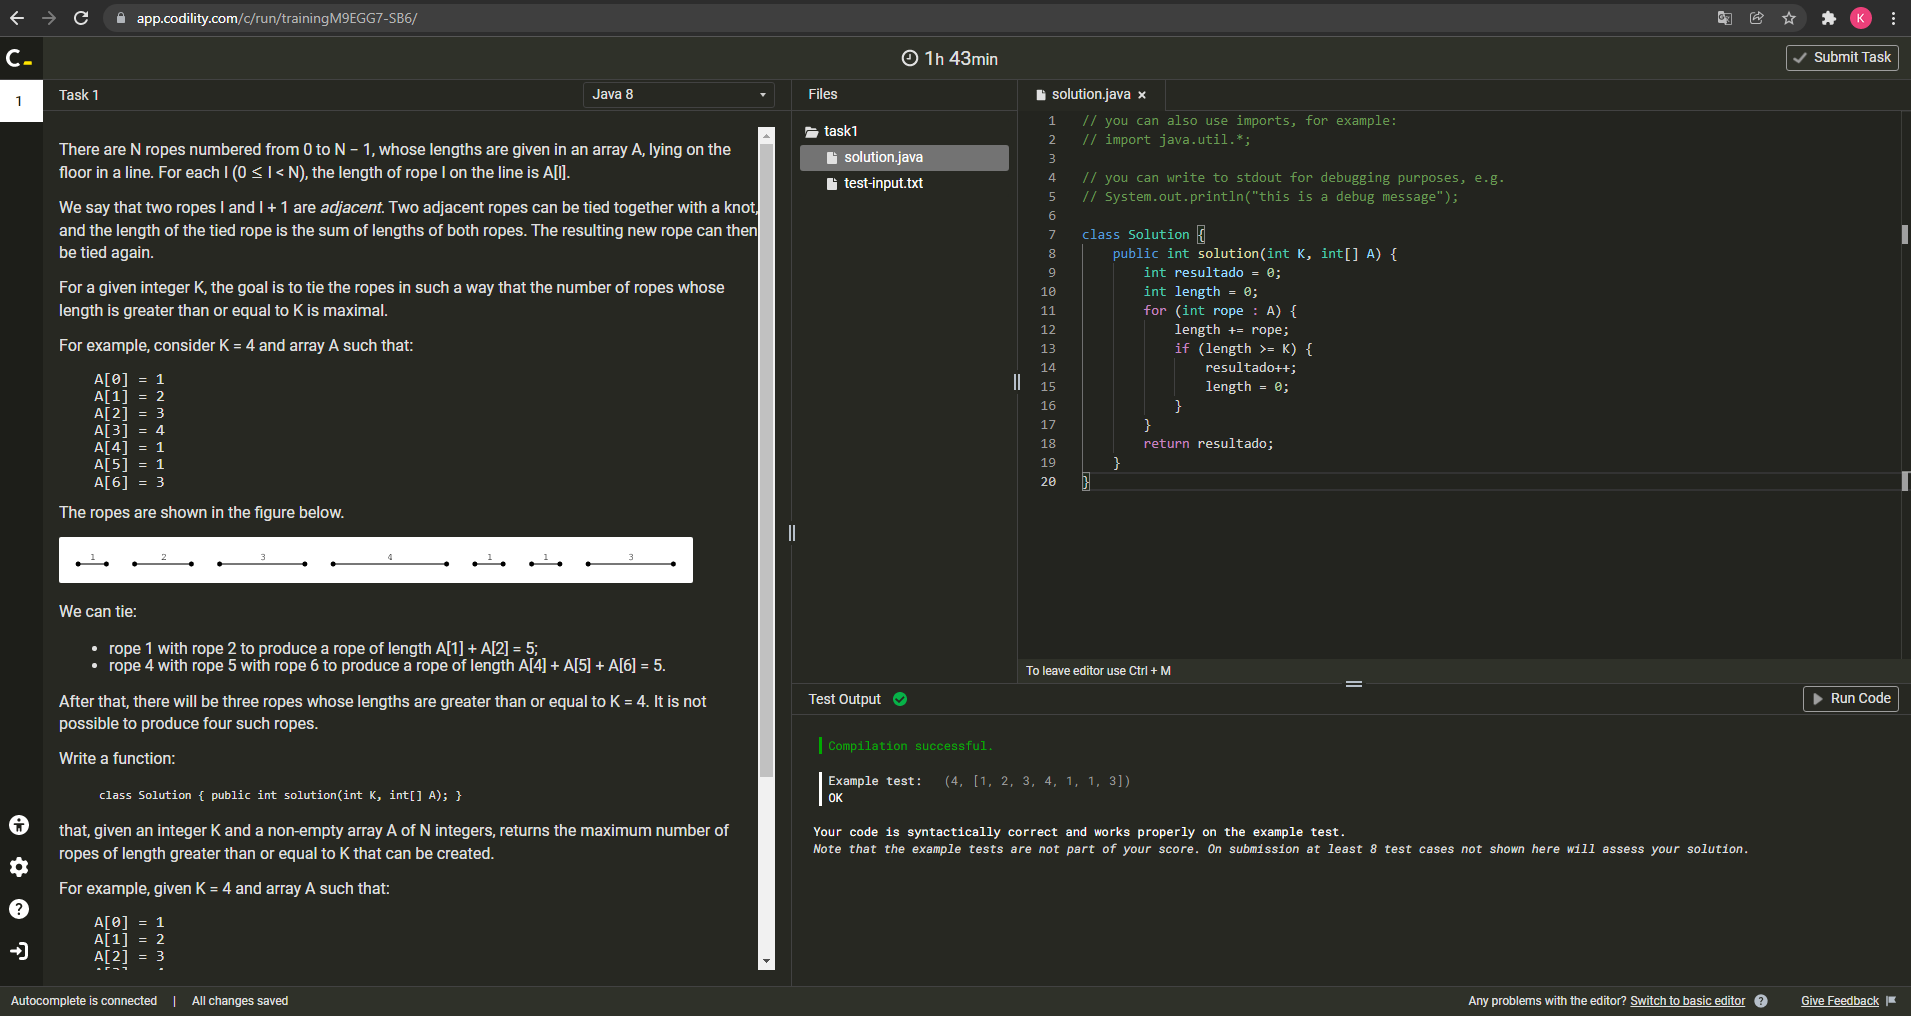 app.codility.com/c/run/trainingM9EGG7-SB6/
K
C
1h 43min
Submit Task
1
Task 1
Java 8
There are N ropes numbered from 0 to N − 1, whose lengths are given in an array A, lying on the
floor in a line. For each I (0 ≤ I < N), the length of rope I on the line is A[I].
We say that two ropes I and I + 1 are adjacent. Two adjacent ropes can be tied together with a knot,
and the length of the tied rope is the sum of lengths of both ropes. The resulting new rope can then
be tied again.
For a given integer K, the goal is to tie the ropes in such a way that the number of ropes whose
length is greater than or equal to K is maximal.
For example, consider K = 4 and array A such that:
A[0] = 1
A[1] = 2
A[2] = 3
A[3] = 4
A[4] = 1
A[5] = 1
A[6] = 3
The ropes are shown in the figure below.
1 2 3 4 1 1 3
We can tie:
• rope 1 with rope 2 to produce a rope of length A[1] + A[2] = 5;
• rope 4 with rope 5 with rope 6 to produce a rope of length A[4] + A[5] + A[6] = 5.
After that, there will be three ropes whose lengths are greater than or equal to K = 4. It is not
possible to produce four such ropes.
Write a function:
class Solution { public int solution(int K, int[] A); }
that, given an integer K and a non-empty array A of N integers, returns the maximum number of
ropes of length greater than or equal to K that can be created.
For example, given K = 4 and array A such that:
A[0] = 1
A[1] = 2
A[2] = 3
Files
task1
solution.java
test-input.txt
solution.java ×
1 // you can also use imports, for example:
2 // import java.util.*;
3
4 // you can write to stdout for debugging purposes, e.g.
5 // System.out.println("this is a debug message");
6
7 class Solution {
8 public int solution(int K, int[] A) {
9 int resultado = 0;
10 int length = 0;
11 for (int rope : A) {
12 length += rope;
13 if (length >= K) {
14 resultado++;
15 length = 0;
16 }
17 }
18 return resultado;
19 }
20 }
To leave editor use Ctrl + M
Test Output
Run Code
Compilation successful.
Example test: (4, [1, 2, 3, 4, 1, 1, 3])
OK
Your code is syntactically correct and works properly on the example test.
Note that the example tests are not part of your score. On submission at least 8 test cases not shown here will assess your solution.
Autocomplete is connected | All changes saved
Any problems with the editor? Switch to basic editor ?
Give Feedback